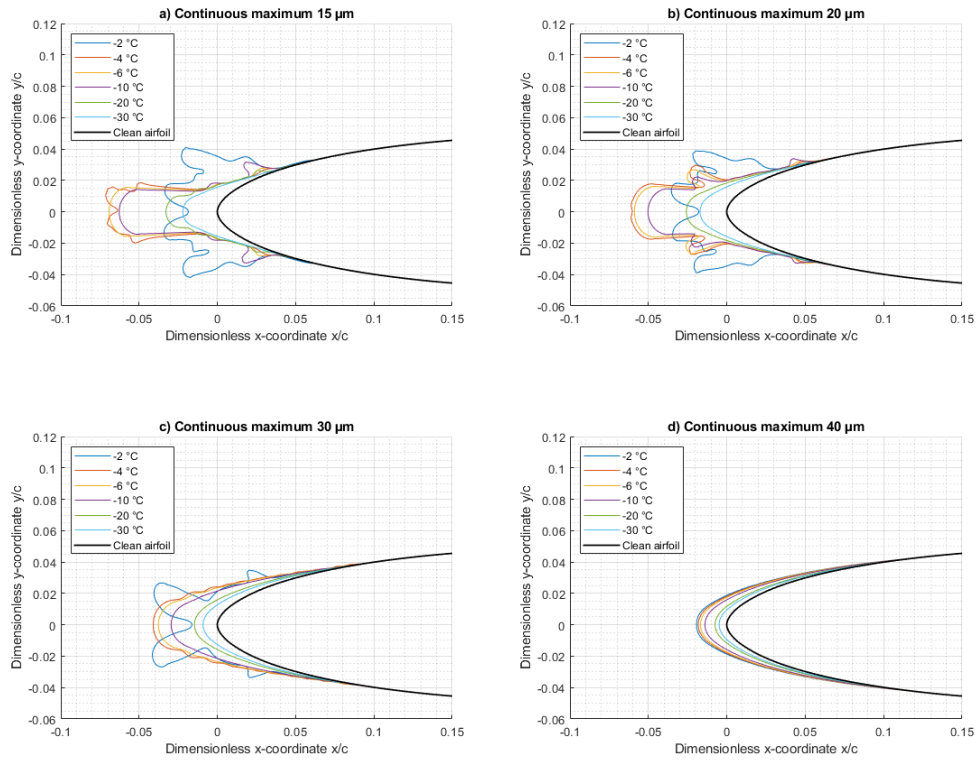 a) Continuous maximum 15 µm
0.12
0.1
0.08
0.06
0.04
0.02
0
-0.02
-0.04
-0.06
Dimensionless y-coordinate y/c
-2 °C
-4 °C
-6 °C
-10 °C
-20 °C
-30 °C
Clean airfoil
-0.1 -0.05 0 0.05 0.1 0.15
Dimensionless x-coordinate x/c
b) Continuous maximum 20 µm
0.12
0.1
0.08
0.06
0.04
0.02
0
-0.02
-0.04
-0.06
Dimensionless y-coordinate y/c
-2 °C
-4 °C
-6 °C
-10 °C
-20 °C
-30 °C
Clean airfoil
-0.1 -0.05 0 0.05 0.1 0.15
Dimensionless x-coordinate x/c
c) Continuous maximum 30 µm
0.12
0.1
0.08
0.06
0.04
0.02
0
-0.02
-0.04
-0.06
Dimensionless y-coordinate y/c
-2 °C
-4 °C
-6 °C
-10 °C
-20 °C
-30 °C
Clean airfoil
-0.1 -0.05 0 0.05 0.1 0.15
Dimensionless x-coordinate x/c
d) Continuous maximum 40 µm
0.12
0.1
0.08
0.06
0.04
0.02
0
-0.02
-0.04
-0.06
Dimensionless y-coordinate y/c
-2 °C
-4 °C
-6 °C
-10 °C
-20 °C
-30 °C
Clean airfoil
-0.1 -0.05 0 0.05 0.1 0.15
Dimensionless x-coordinate x/c